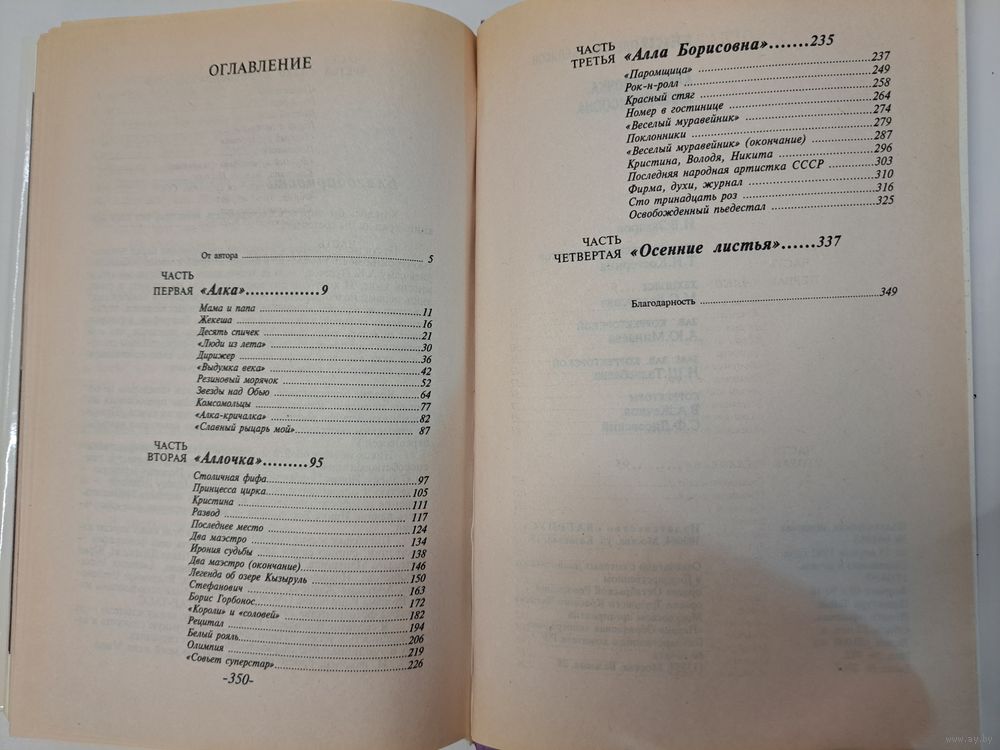 ОГЛАВЛЕНИЕ
От автора 5
ЧАСТЬ
ПЕРВАЯ «Алка»...............9
Мама и папа 11
Жекеша 16
Десять спичек 21
«Люди из лета» 30
Дирижер 36
«Выдумка века» 42
Резиновый морячок 52
Звезды над Обью 64
Комсомольцы 77
«Алка-кричалка» 82
«Славный рыцарь мой» 87
ЧАСТЬ
ВТОРАЯ «Аллочка».........95
Столичная фифа 97
Принцесса цирка 105
Кристина 111
Развод 117
Последнее место 124
Два маэстро 134
Ирония судьбы 138
Два маэстро (окончание) 146
Легенда об озере Кызыруль 150
Стефанович 163
Борис Горбонос 172
«Короли» и «соловей» 182
Рецитал 194
Белый рояль 206
Олимпия 219
«Совьет суперстар» 226
-350-
ЧАСТЬ
ТРЕТЬЯ «Алла Борисовна».......235
«Паромщица» 237
Рок-н-ролл 249
Красный стяг 258
Номер в гостинице 264
«Веселый муравейник» 274
Поклонники 279
«Веселый муравейник» (окончание) 287
Кристина, Володя, Никита 296
Последняя народная артистка СССР 303
Фирма, духи, журнал 310
Сто тринадцать роз 316
Освобожденный пьедестал 325
ЧАСТЬ
ЧЕТВЕРТАЯ «Осенние листья»......337
Благодарность 349
www.ay.by